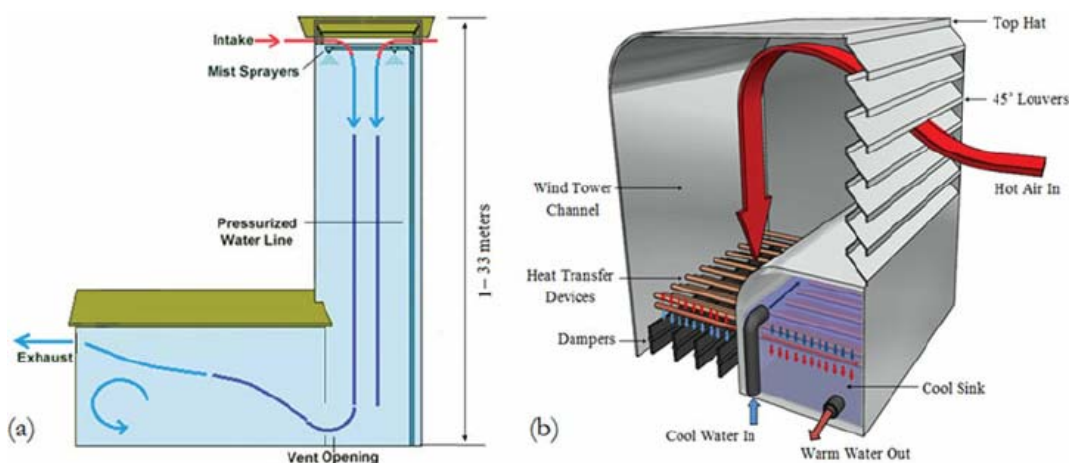 Intake
Mist Sprayers
Pressurized
Water Line
1– 33 meters
Exhaust
Vent Opening
(a)
Top Hat
45° Louvers
Hot Air In
Wind Tower
Channel
Heat Transfer
Devices
Dampers
Cool Sink
Cool Water In
Warm Water Out
(b)